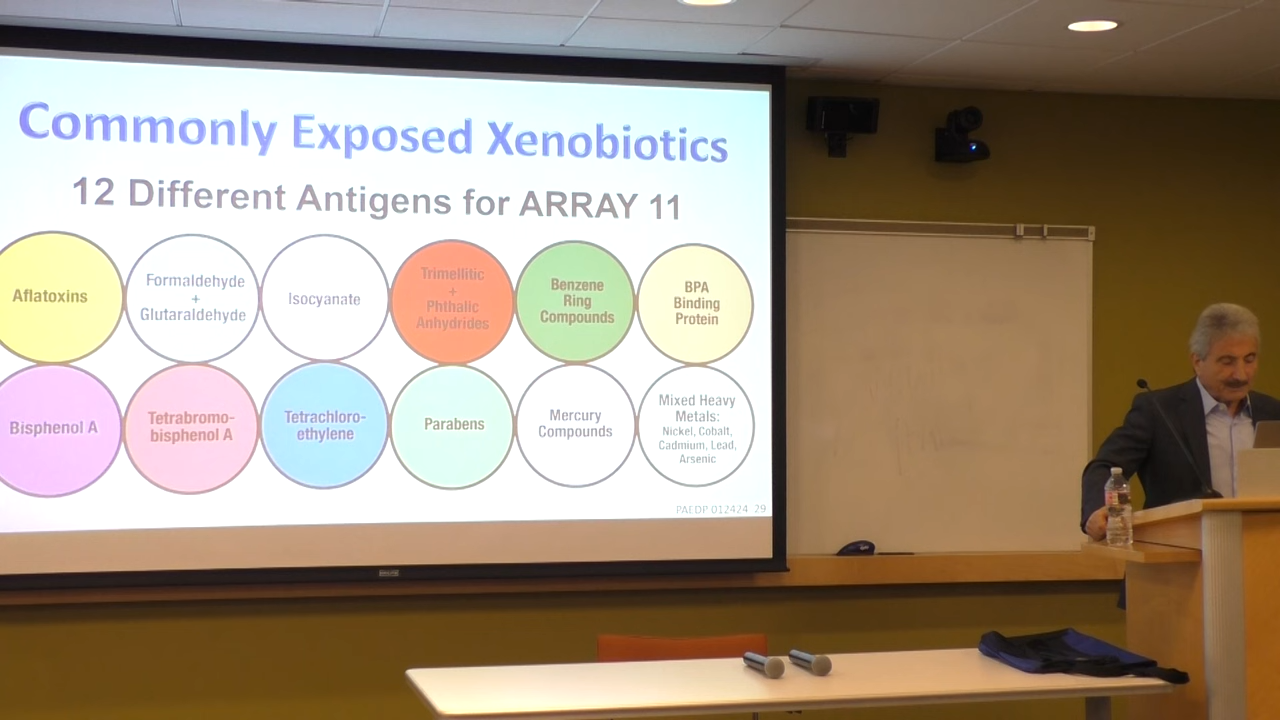 Commonly Exposed Xenobiotics
12 Different Antigens for ARRAY 11
Aflatoxins
Formaldehyde
+
Glutaraldehyde
Isocyanate
Trimellitic
+
Phthalic
Anhydrides
Benzene
Ring
Compounds
BPA
Binding
Protein
Bisphenol A
Tetrabromo-
bisphenol A
Tetrachloro-
ethylene
Parabens
Mercury
Compounds
Mixed Heavy
Metals:
Nickel, Cobalt,
Cadmium, Lead,
Arsenic
PAEDP 012424 29